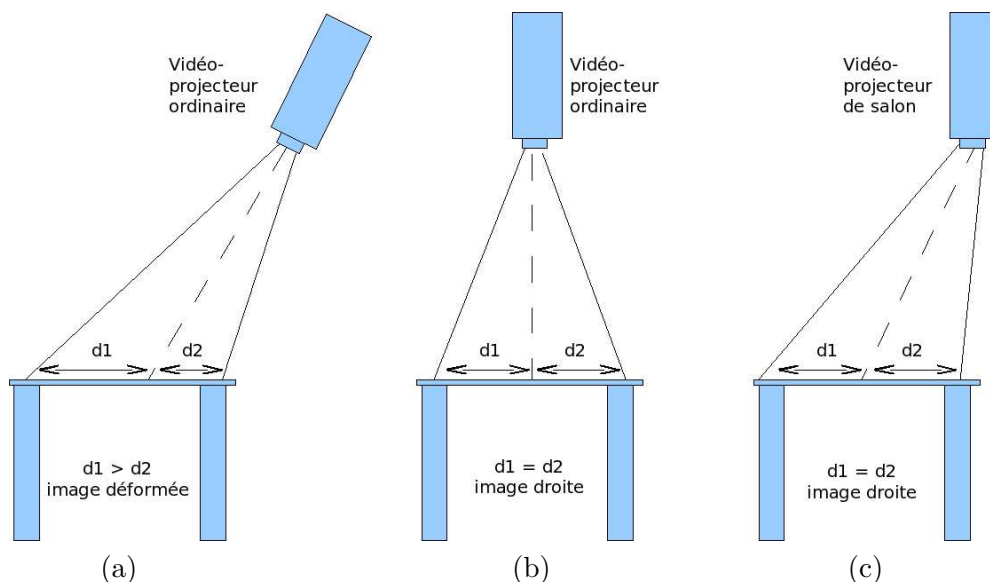 Vidéo-
projecteur
ordinaire
d1
d2
d1 > d2
image déformée
(a)
Vidéo-
projecteur
ordinaire
d1
d2
d1 = d2
image droite
(b)
Vidéo-
projecteur
de salon
d1
d2
d1 = d2
image droite
(c)